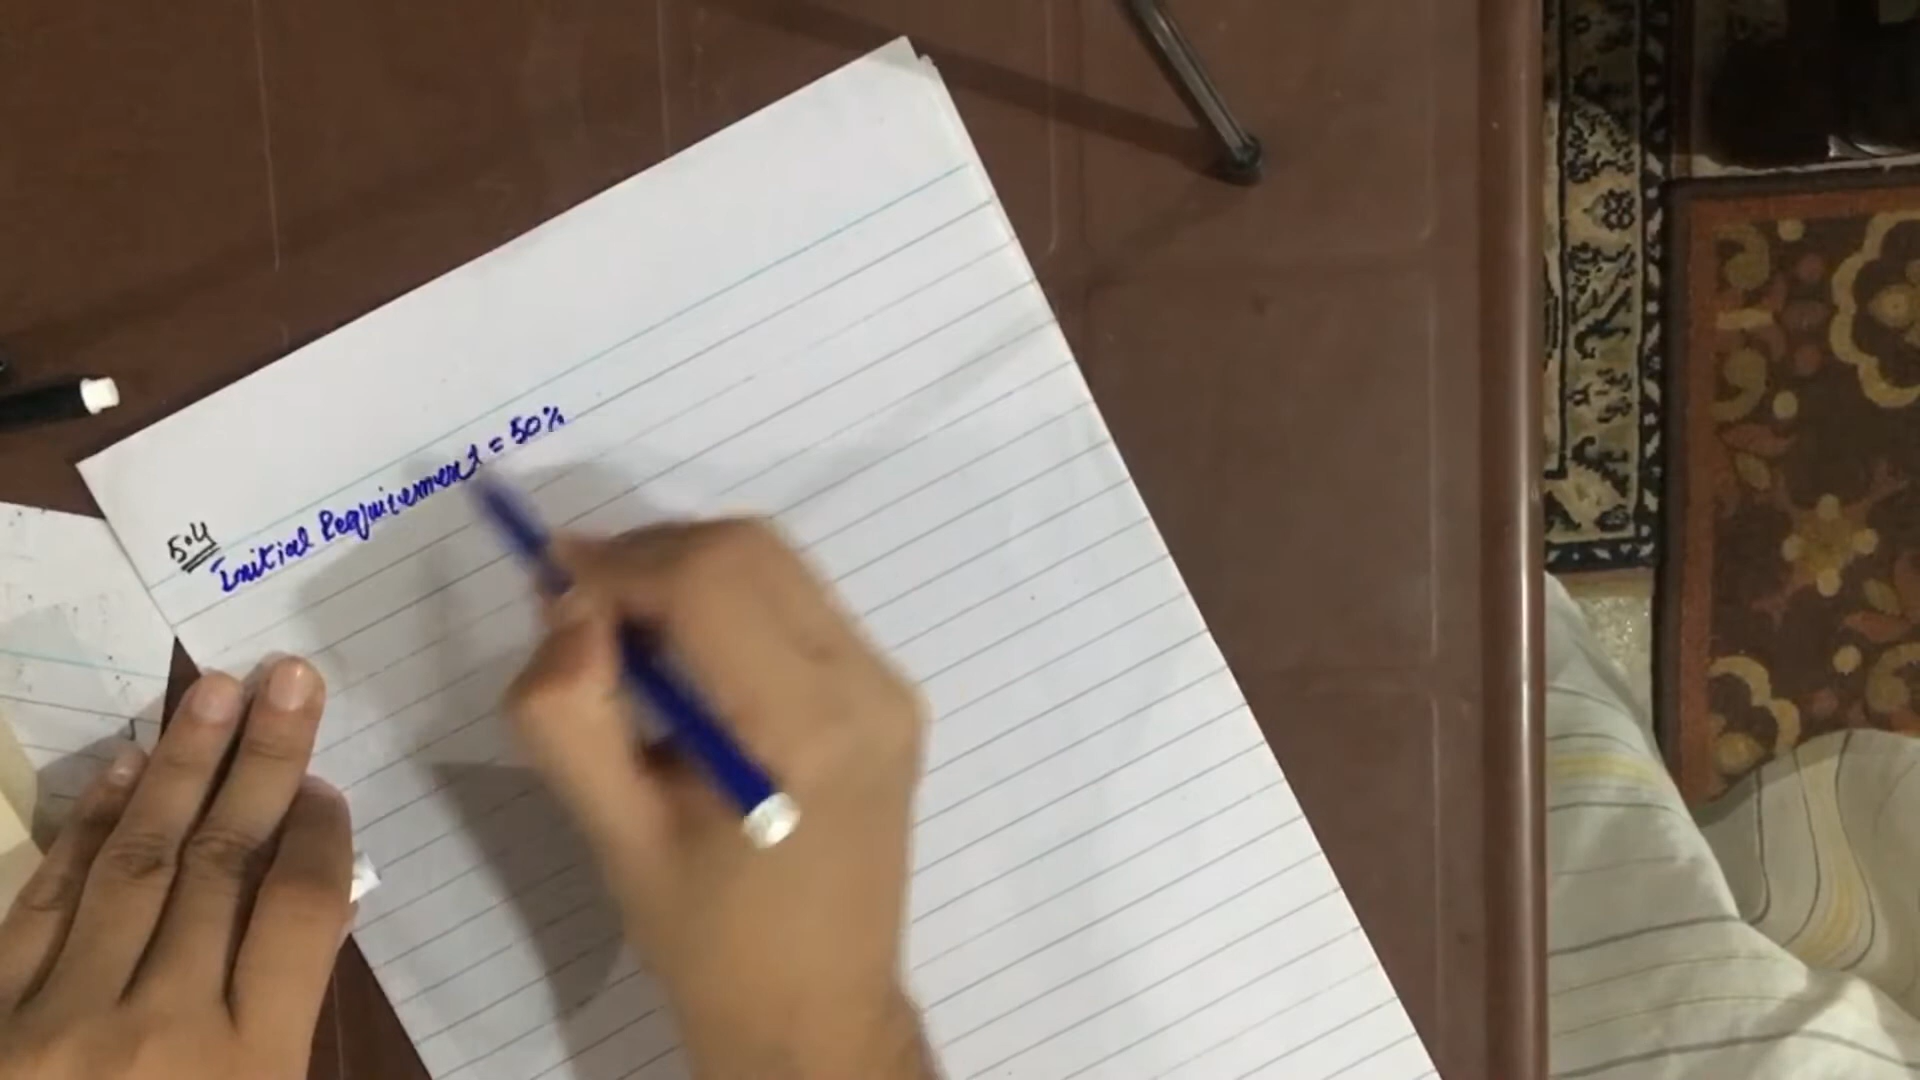 5.4
Initial Requirement = 50%